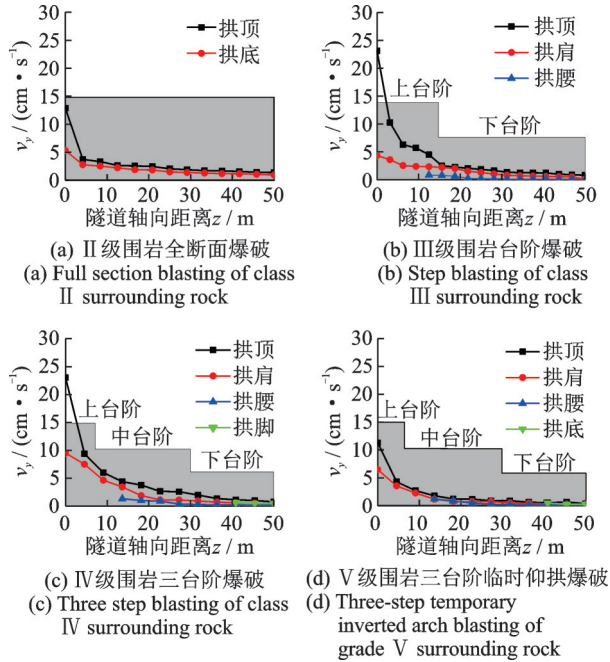 30
25
20
15
10
5
0
v_y / (cm·s⁻¹)
拱顶
拱底
0 10 20 30 40 50
隧道轴向距离z / m
(a) Ⅱ级围岩全断面爆破
(a) Full section blasting of class
Ⅱ surrounding rock
30
25
20
15
10
5
0
v_y / (cm·s⁻¹)
拱顶
拱肩
拱腰
上台阶
下台阶
0 10 20 30 40 50
隧道轴向距离z / m
(b) Ⅲ级围岩台阶爆破
(b) Step blasting of class
Ⅲ surrounding rock
30
25
20
15
10
5
0
v_y / (cm·s⁻¹)
拱顶
拱肩
拱腰
拱脚
上台阶
中台阶
下台阶
0 10 20 30 40 50
隧道轴向距离z / m
(c) Ⅳ级围岩三台阶爆破
(c) Three step blasting of class
Ⅳ surrounding rock
30
25
20
15
10
5
0
v_y / (cm·s⁻¹)
拱顶
拱肩
拱腰
拱底
上台阶
中台阶
下台阶
0 10 20 30 40 50
隧道轴向距离z / m
(d) Ⅴ级围岩三台阶临时仰拱爆破
(d) Three-step temporary
inverted arch blasting of
grade Ⅴ surrounding rock